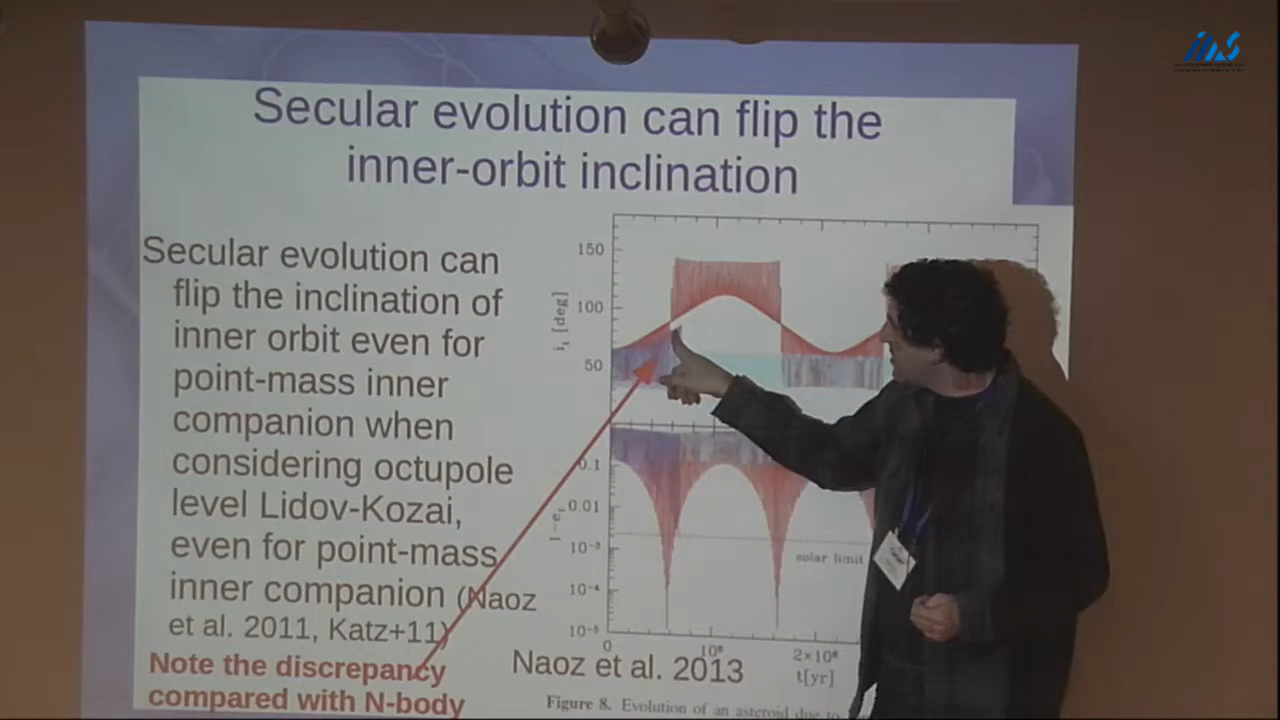 Secular evolution can flip the
inner-orbit inclination
Secular evolution can
flip the inclination of
inner orbit even for
point-mass inner
companion when
considering octupole
level Lidov-Kozai,
even for point-mass
inner companion (Naoz
et al. 2011, Katz+11)
Note the discrepancy
compared with N-body
150
100
50
i₁ [deg]
0.1
0.01
10⁻³
10⁻⁴
10⁻⁵
1-e₁
solar limit
0
10⁶
2×10⁶
t[yr]
Naoz et al. 2013
Figure 8. Evolution of an asteroid due to